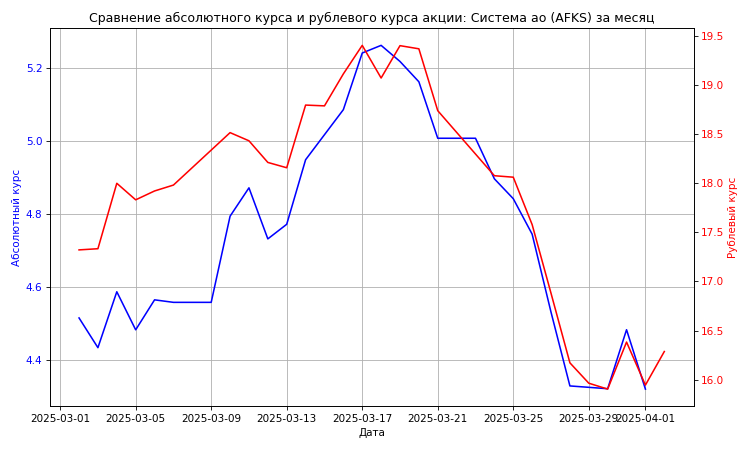 Сравнение абсолютного курса и рублевого курса акции: Система ао (AFKS) за месяц
Абсолютный курс
5.2
5.0
4.8
4.6
4.4
19.5
19.0
18.5
18.0
17.5
17.0
16.5
16.0
Рублевый курс
2025-03-01 2025-03-05 2025-03-09 2025-03-13 2025-03-17 2025-03-21 2025-03-25 2025-03-29 2025-04-01
Дата